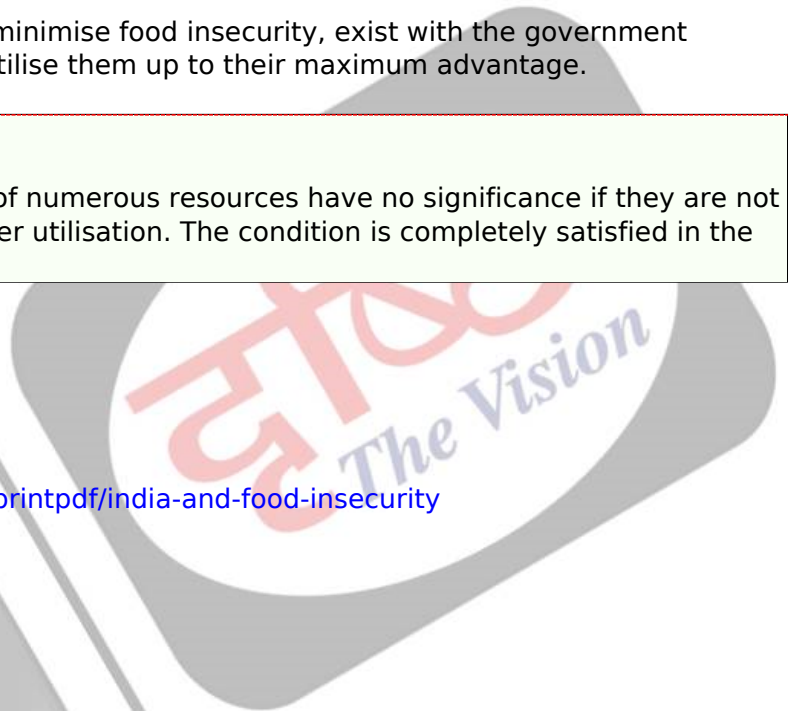 minimise food insecurity, exist with the government
tilise them up to their maximum advantage.
of numerous resources have no significance if they are not
er utilisation. The condition is completely satisfied in the
दृष्टि
The Vision
printpdf/india-and-food-insecurity